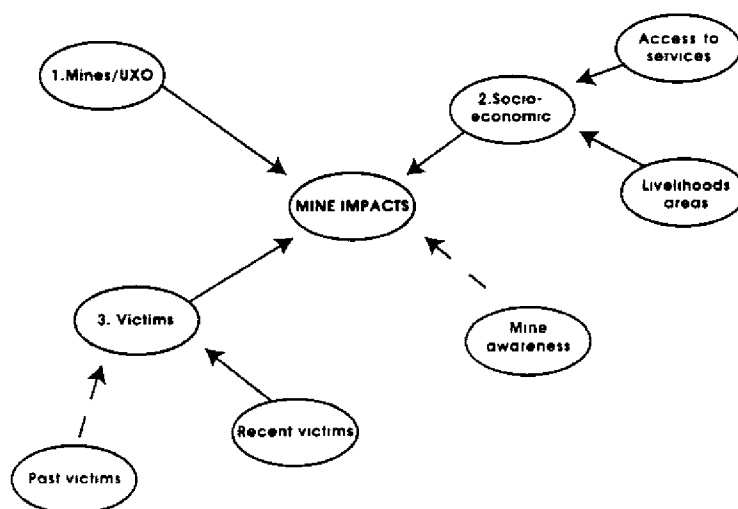 Access to
services
1.Mines/UXO
2.Socio-
economic
MINE IMPACTS
Livelihoods
areas
3. Victims
Mine
awareness
Recent victims
Past victims